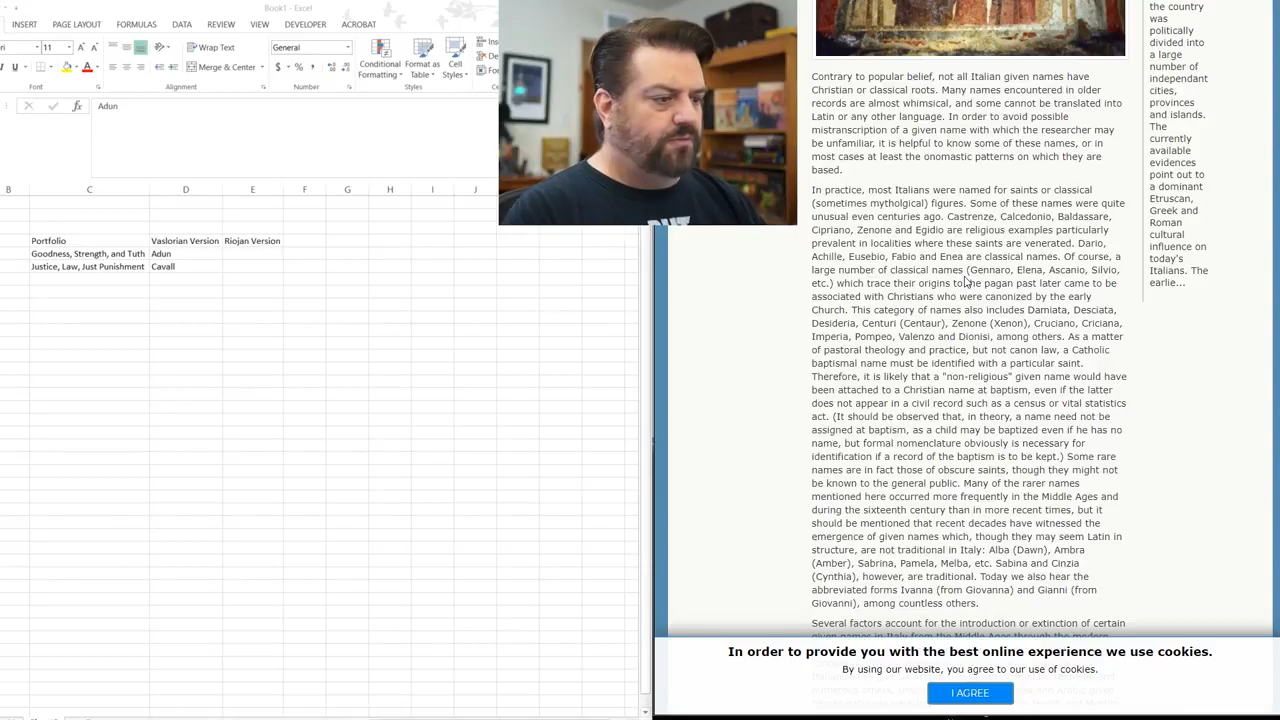 Book1 - Excel
INSERT
PAGE LAYOUT
FORMULAS
DATA
REVIEW
VIEW
DEVELOPER
ACROBAT
11
Wrap Text
General
Merge & Center
Conditional Formatting
Format as Table
Cell Styles
Font
Alignment
Number
Adun
B C D E F G H I J
Portfolio Vaslorian Version Riojan Version
Goodness, Strength, and Tuth Adun
Justice, Law, Just Punishment Cavall
Contrary to popular belief, not all Italian given names have
Christian or classical roots. Many names encountered in older
records are almost whimsical, and some cannot be translated into
Latin or any other language. In order to avoid possible
mistranscription of a given name with which the researcher may
be unfamiliar, it is helpful to know some of these names, or in
most cases at least the onomastic patterns on which they are
based.
In practice, most Italians were named for saints or classical
(sometimes mytholgical) figures. Some of these names were quite
unusual even centuries ago. Castrenze, Calcedonio, Baldassare,
Cipriano, Zenone and Egidio are religious examples particularly
prevalent in localities where these saints are venerated. Dario,
Achille, Eusebio, Fabio and Enea are classical names. Of course, a
large number of classical names (Gennaro, Elena, Ascanio, Silvio,
etc.) which trace their origins to the pagan past later came to be
associated with Christians who were canonized by the early
Church. This category of names also includes Damiata, Desciata,
Desideria, Centuri (Centaur), Zenone (Xenon), Cruciano, Criciana,
Imperia, Pompeo, Valenzo and Dionisi, among others. As a matter
of pastoral theology and practice, but not canon law, a Catholic
baptismal name must be identified with a particular saint.
Therefore, it is likely that a "non-religious" given name would have
been attached to a Christian name at baptism, even if the latter
does not appear in a civil record such as a census or vital statistics
act. (It should be observed that, in theory, a name need not be
assigned at baptism, as a child may be baptized even if he has no
name, but formal nomenclature obviously is necessary for
identification if a record of the baptism is to be kept.) Some rare
names are in fact those of obscure saints, though they might not
be known to the general public. Many of the rarer names
mentioned here occurred more frequently in the Middle Ages and
during the sixteenth century than in more recent times, but it
should be mentioned that recent decades have witnessed the
emergence of given names which, though they may seem Latin in
structure, are not traditional in Italy: Alba (Dawn), Ambra
(Amber), Sabrina, Pamela, Melba, etc. Sabina and Cinzia
(Cynthia), however, are traditional. Today we also hear the
abbreviated forms Ivanna (from Giovanna) and Gianni (from
Giovanni), among countless others.
Several factors account for the introduction or extinction of certain
given names in Italy from the Middle Ages through the modern
the country
was
politically
divided into
a large
number of
independant
cities,
provinces
and islands.
The
currently
available
evidences
point out to
a dominant
Etruscan,
Greek and
Roman
cultural
influence on
today's
Italians. The
earlie...
In order to provide you with the best online experience we use cookies.
By using our website, you agree to our use of cookies.
I AGREE